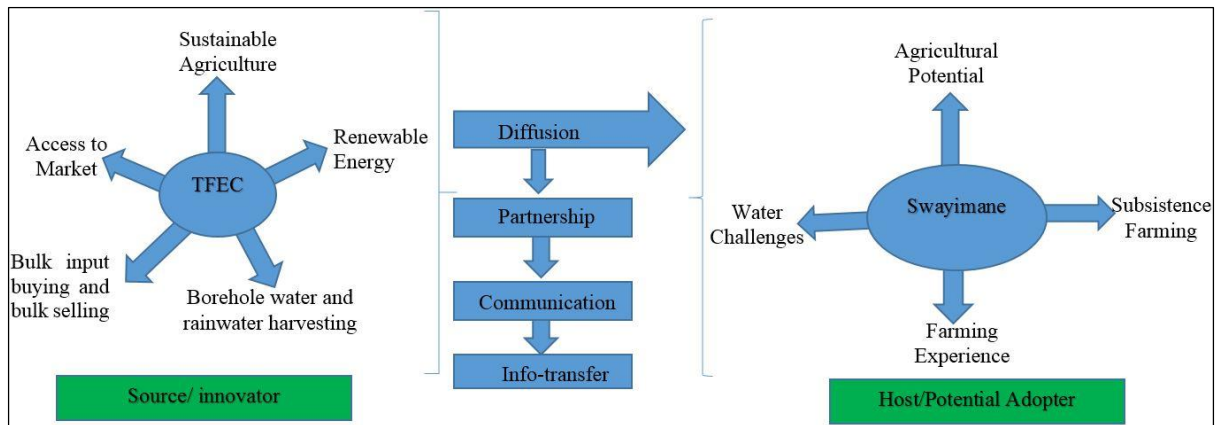 Sustainable
Agriculture
Access to
Market
Renewable
Energy
TFEC
Bulk input
buying and
bulk selling
Borehole water and
rainwater harvesting
Source/ innovator
Diffusion
Partnership
Communication
Info-transfer
Agricultural
Potential
Water
Challenges
Swayimane
Subsistence
Farming
Farming
Experience
Host/Potential Adopter